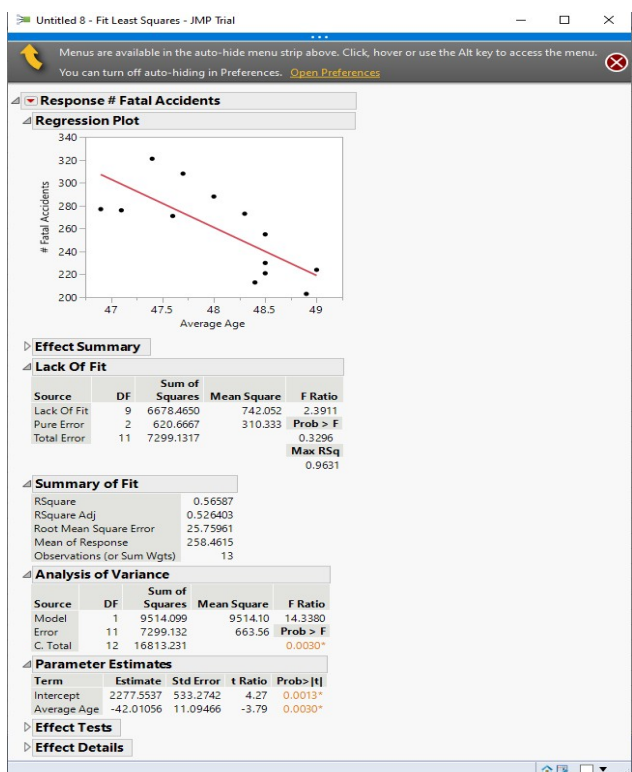 Untitled 8 - Fit Least Squares - JMP Trial
Menus are available in the auto-hide menu strip above. Click, hover or use the Alt key to access the menu.
You can turn off auto-hiding in Preferences. Open Preferences
Response # Fatal Accidents
Regression Plot
340
320
300
280
260
240
220
200
# Fatal Accidents
47 47.5 48 48.5 49
Average Age
Effect Summary
Lack Of Fit
Sum of
Source DF Squares Mean Square F Ratio
Lack Of Fit 9 6678.4650 742.052 2.3911
Pure Error 2 620.6667 310.333 Prob > F
Total Error 11 7299.1317 0.3296
Max RSq
0.9631
Summary of Fit
RSquare 0.56587
RSquare Adj 0.526403
Root Mean Square Error 25.75961
Mean of Response 258.4615
Observations (or Sum Wgts) 13
Analysis of Variance
Sum of
Source DF Squares Mean Square F Ratio
Model 1 9514.099 9514.10 14.3380
Error 11 7299.132 663.56 Prob > F
C. Total 12 16813.231 0.0030*
Parameter Estimates
Term Estimate Std Error t Ratio Prob>|t|
Intercept 2277.5537 533.2742 4.27 0.0013*
Average Age -42.01056 11.09466 -3.79 0.0030*
Effect Tests
Effect Details